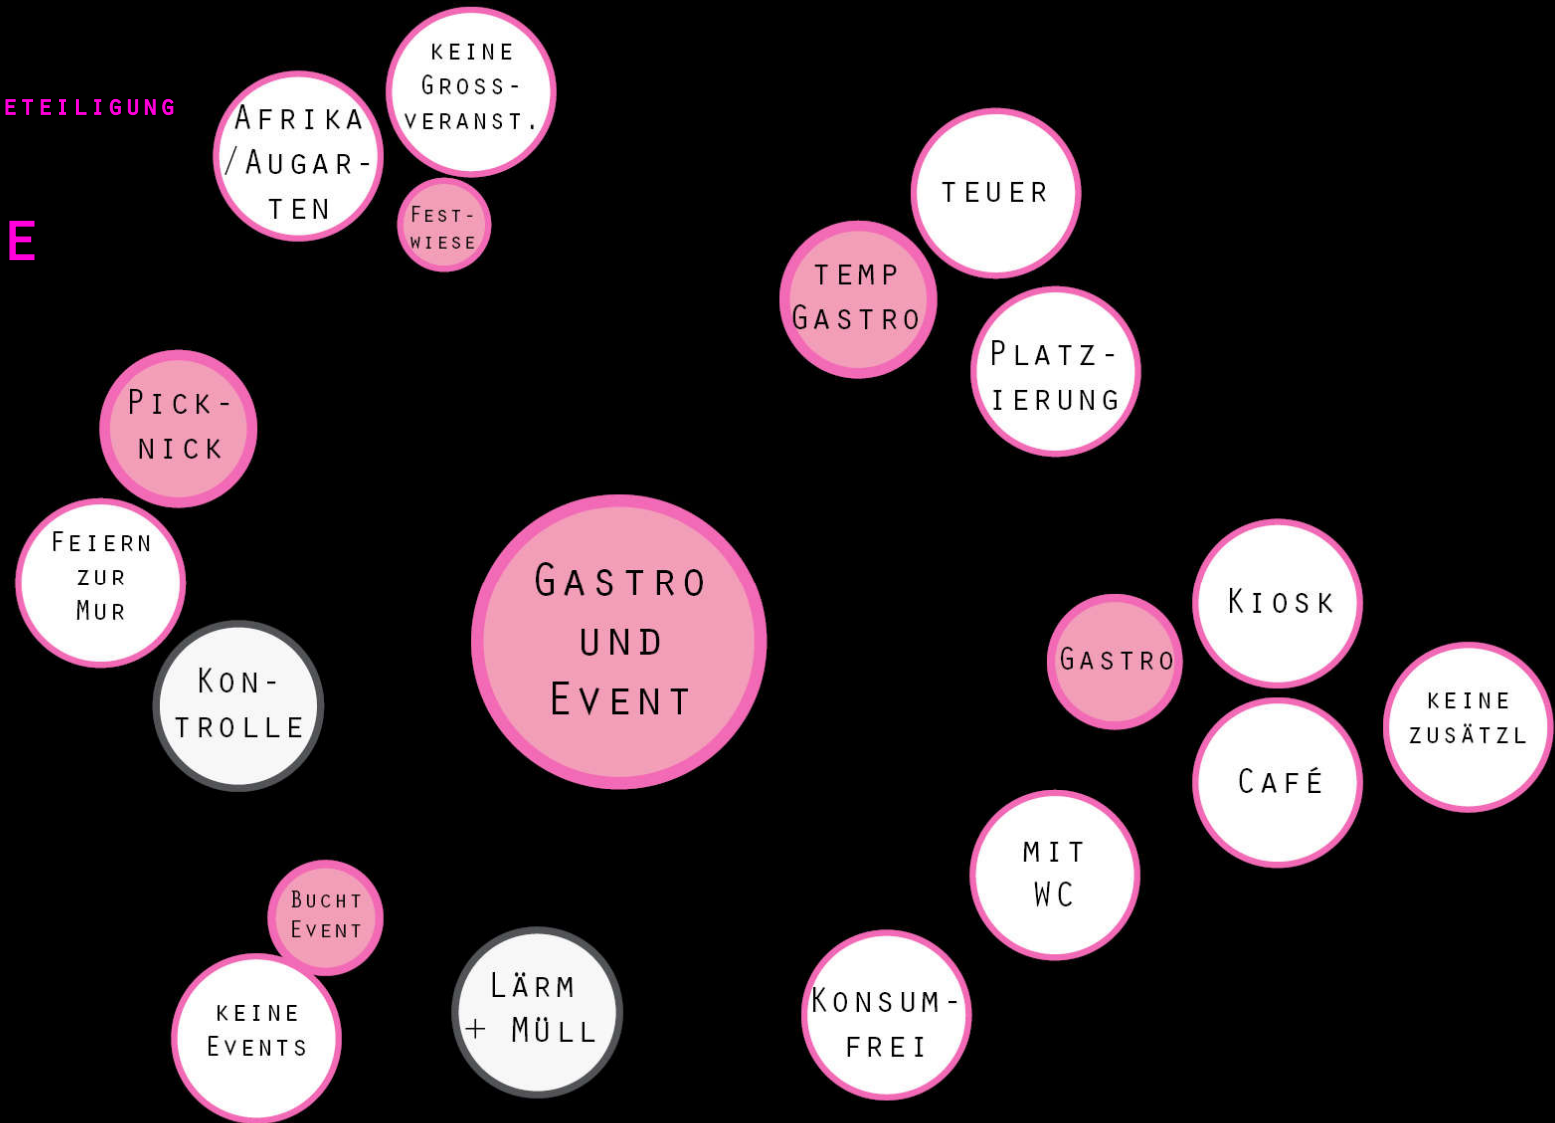 ETEILIGUNG
E
AFRIKA
/AUGAR-
TEN
KEINE
GROSS-
VERANST.
FEST-
WIESE
TEUER
TEMP
GASTRO
PLATZ-
IERUNG
PICK-
NICK
FEIERN
ZUR
MUR
KON-
TROLLE
GASTRO
UND
EVENT
KIOSK
GASTRO
KEINE
ZUSÄTZL
CAFÉ
MIT
WC
KONSUM-
FREI
BUCHT
EVENT
KEINE
EVENTS
LÄRM
+ MÜLL